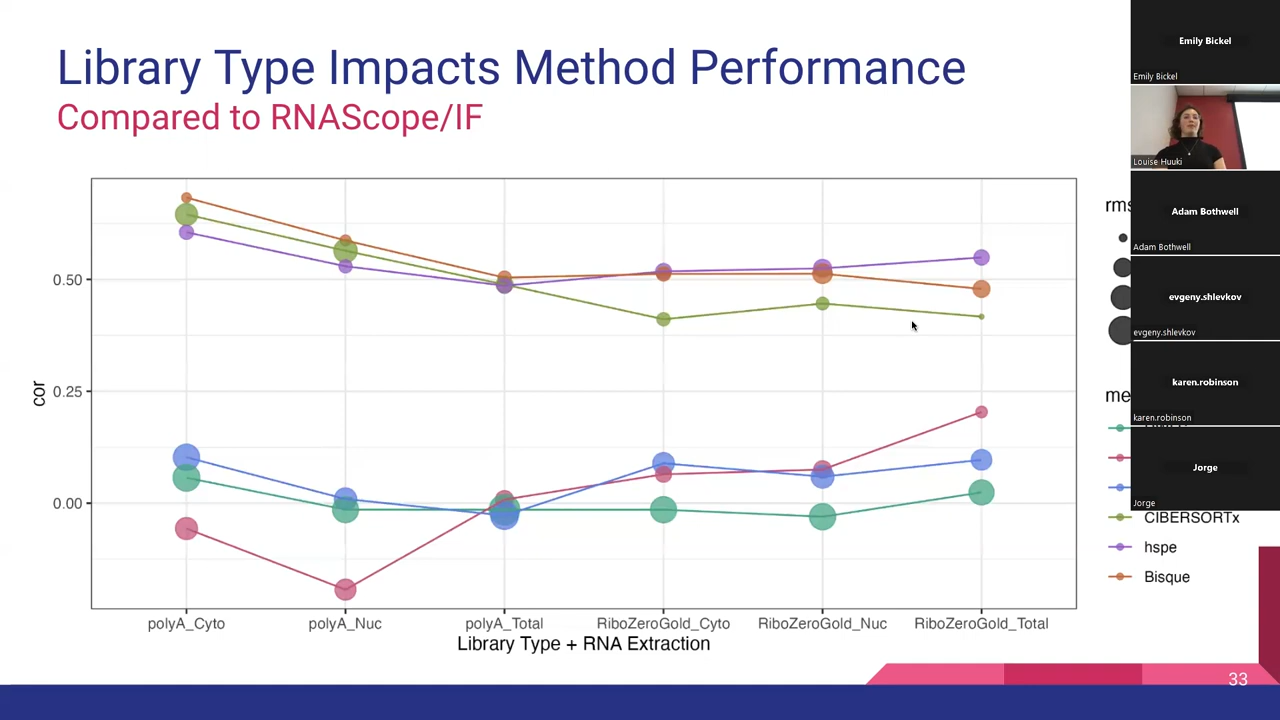 Library Type Impacts Method Performance
Compared to RNAScope/IF
cor
0.50
0.25
0.00
polyA_Cyto
polyA_Nuc
polyA_Total
RiboZeroGold_Cyto
RiboZeroGold_Nuc
RiboZeroGold_Total
Library Type + RNA Extraction
CIBERSORTx
hspe
Bisque
33
Emily Bickel
Emily Bickel
Louise Huuki
Adam Bothwell
Adam Bothwell
evgeny.shlevkov
evgeny.shlevkov
karen.robinson
karen.robinson
Jorge
Jorge